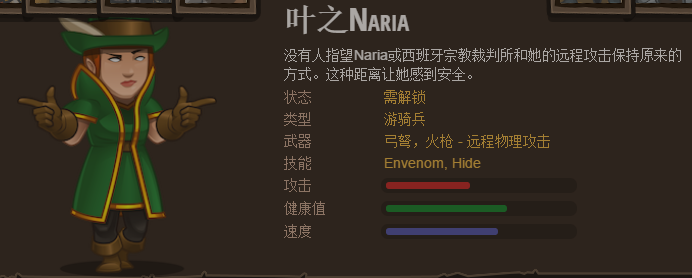 叶之NARIA
没有人指望Naria或西班牙宗教裁判所和她的远程攻击保持原来的
方式。这种距离让她感到安全。
状态 需解锁
类型 游骑兵
武器 弓弩，火枪 - 远程物理攻击
技能 Envenom, Hide
攻击
健康值
速度